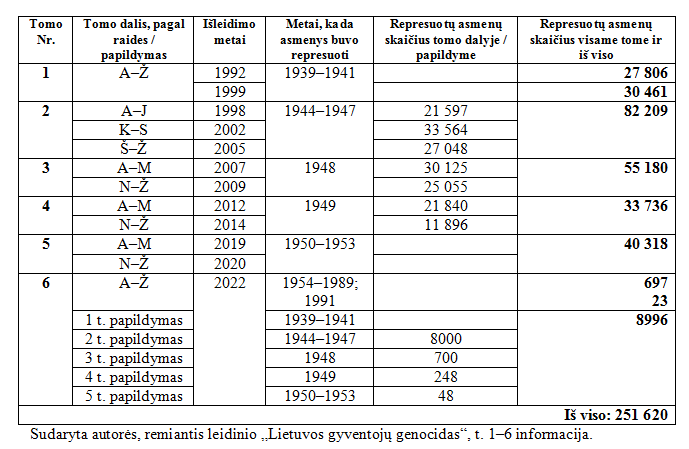 Tomo Nr. | Tomo dalis, pagal raides / papildymas | Išleidimo metai | Metai, kada asmenys buvo represuoti | Represuotų asmenų skaičius tomo dalyje / papildyme | Represuotų asmenų skaičius visame tome ir iš viso
1 | A–Ž | 1992 | 1939–1941 | | 27 806
1999 | | 30 461
2 | A–J | 1998 | 1944–1947 | 21 597 | 82 209
K–S | 2002 | 33 564
Š–Ž | 2005 | 27 048
3 | A–M | 2007 | 1948 | 30 125 | 55 180
N–Ž | 2009 | 25 055
4 | A–M | 2012 | 1949 | 21 840 | 33 736
N–Ž | 2014 | 11 896
5 | A–M | 2019 | 1950–1953 | | 40 318
N–Ž | 2020
6 | A–Ž | 2022 | 1954–1989; | | 697
1991 | | 23
1 t. papildymas | 1939–1941 | | 8996
2 t. papildymas | 1944–1947 | 8000
3 t. papildymas | 1948 | 700
4 t. papildymas | 1949 | 248
5 t. papildymas | 1950–1953 | 48
Iš viso: 251 620
Sudaryta autorės, remiantis leidinio „Lietuvos gyventojų genocidas“, t. 1–6 informacija.